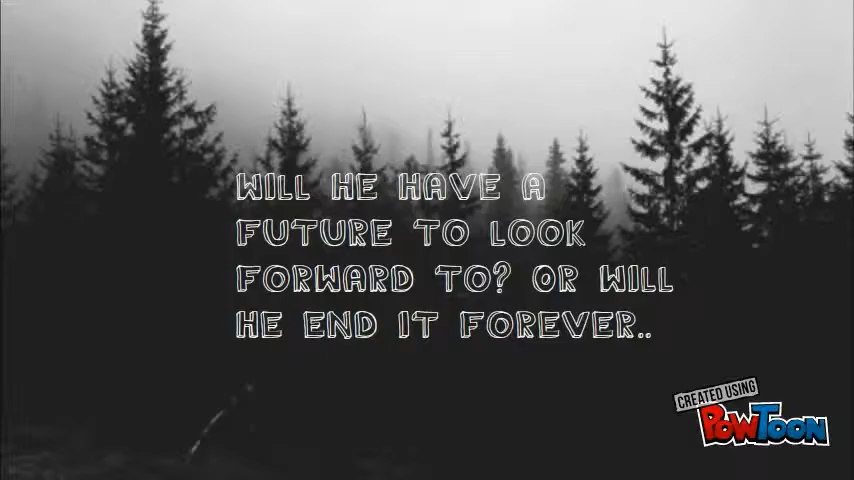 WILL HE HAVE A
FUTURE TO LOOK
FORWARD TO? OR WILL
HE END IT FOREVER..
CREATED USING
POWTOON